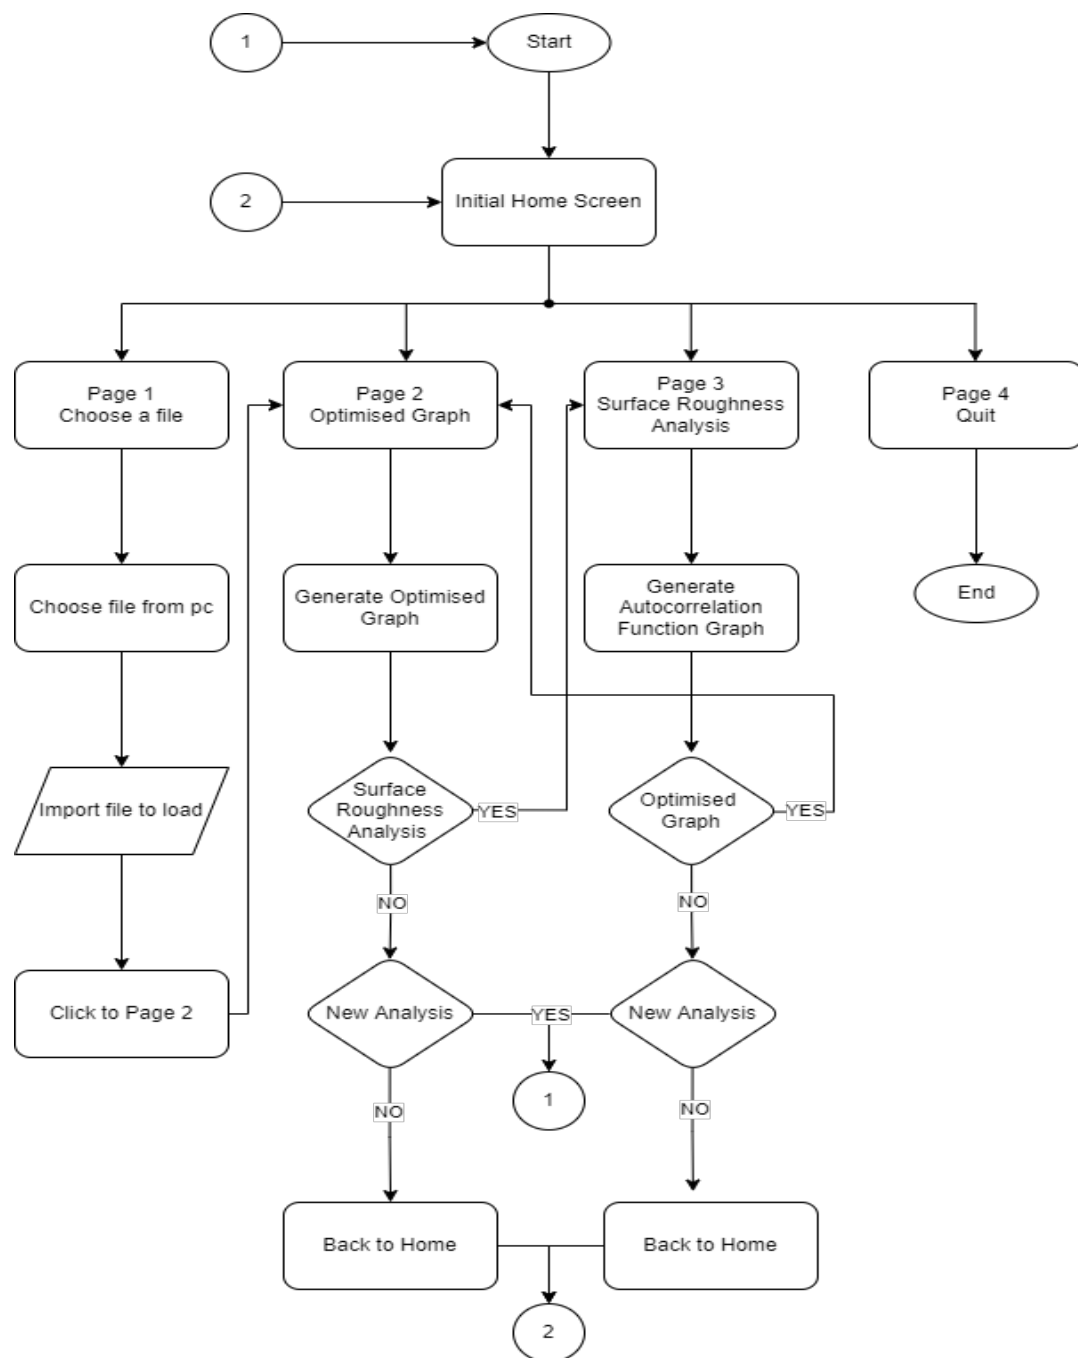 1
Start
2
Initial Home Screen
Page 1
Choose a file
Page 2
Optimised Graph
Page 3
Surface Roughness
Analysis
Page 4
Quit
Choose file from pc
Generate Optimised
Graph
Generate
Autocorrelation
Function Graph
End
Import file to load
Surface
Roughness
Analysis
YES
Optimised
Graph
YES
NO
NO
Click to Page 2
New Analysis
YES
New Analysis
1
NO
NO
Back to Home
Back to Home
2